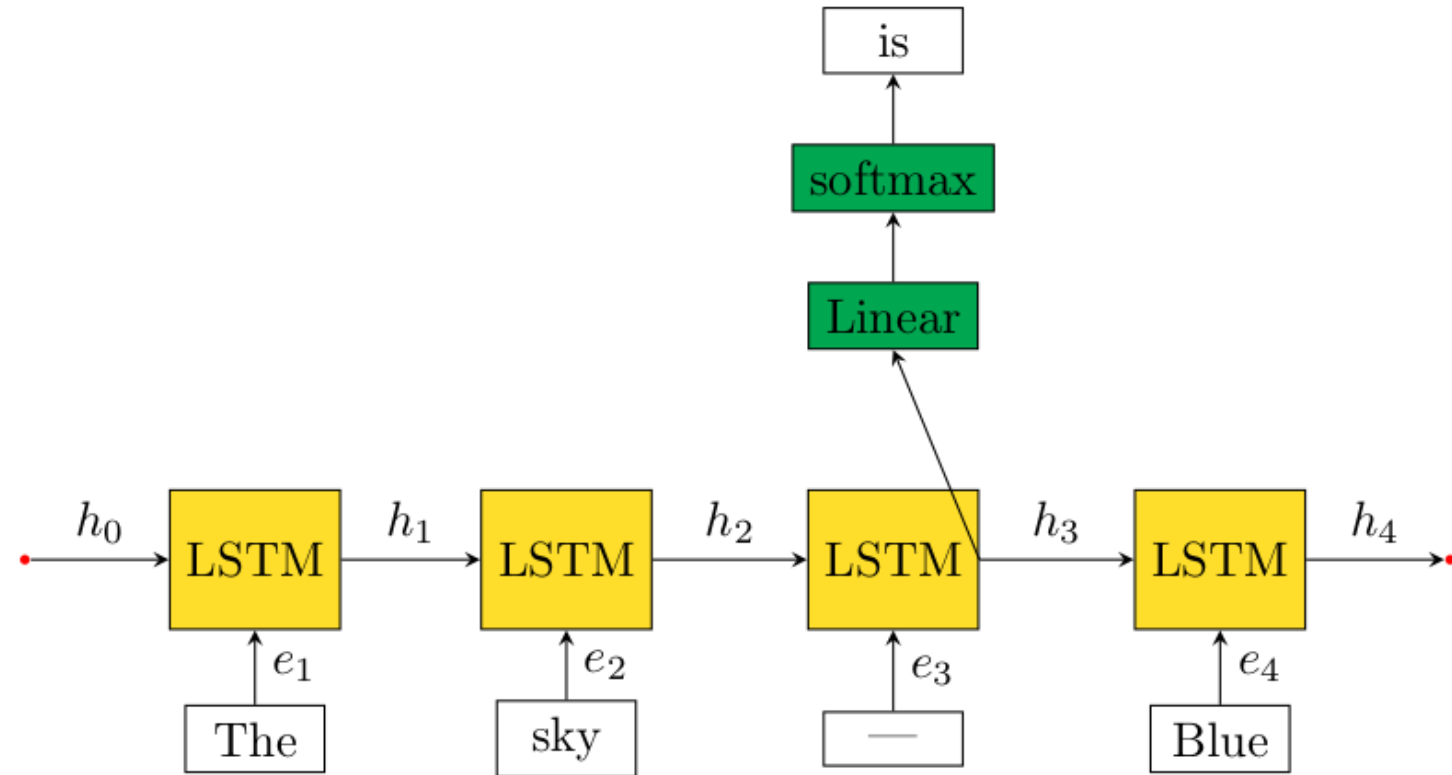 is
softmax
Linear
h₀ h₁ h₂ h₃ h₄
LSTM LSTM LSTM LSTM
e₁ e₂ e₃ e₄
The sky — Blue